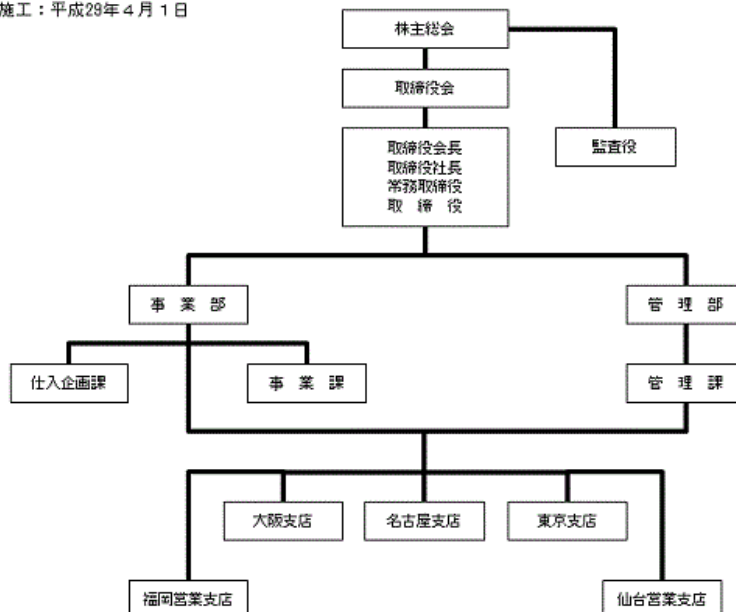 施工：平成29年４月１日
株主総会
取締役会
取締役会長
取締役社長
常務取締役
取　締　役
監査役
事　業　部
管　理　部
仕入企画課
事　業　課
管　理　課
大阪支店
名古屋支店
東京支店
福岡営業支店
仙台営業支店